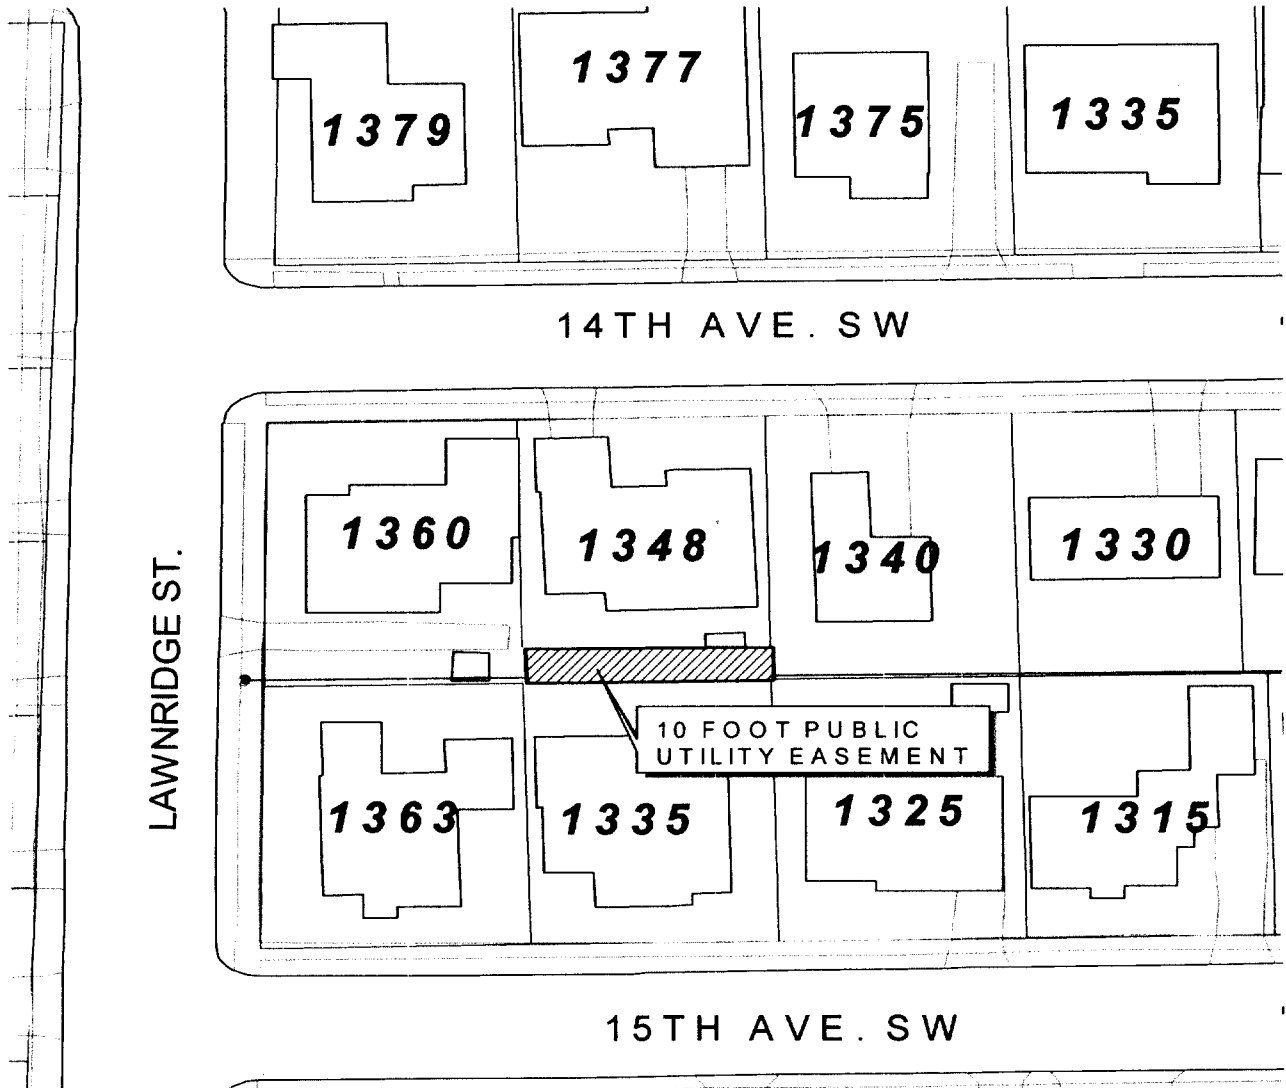 1379
1377
1375
1335
14TH AVE. SW
1360
1348
1340
1330
LAWNRIDGE ST.
10 FOOT PUBLIC
UTILITY EASEMENT
1363
1335
1325
1315
15TH AVE. SW